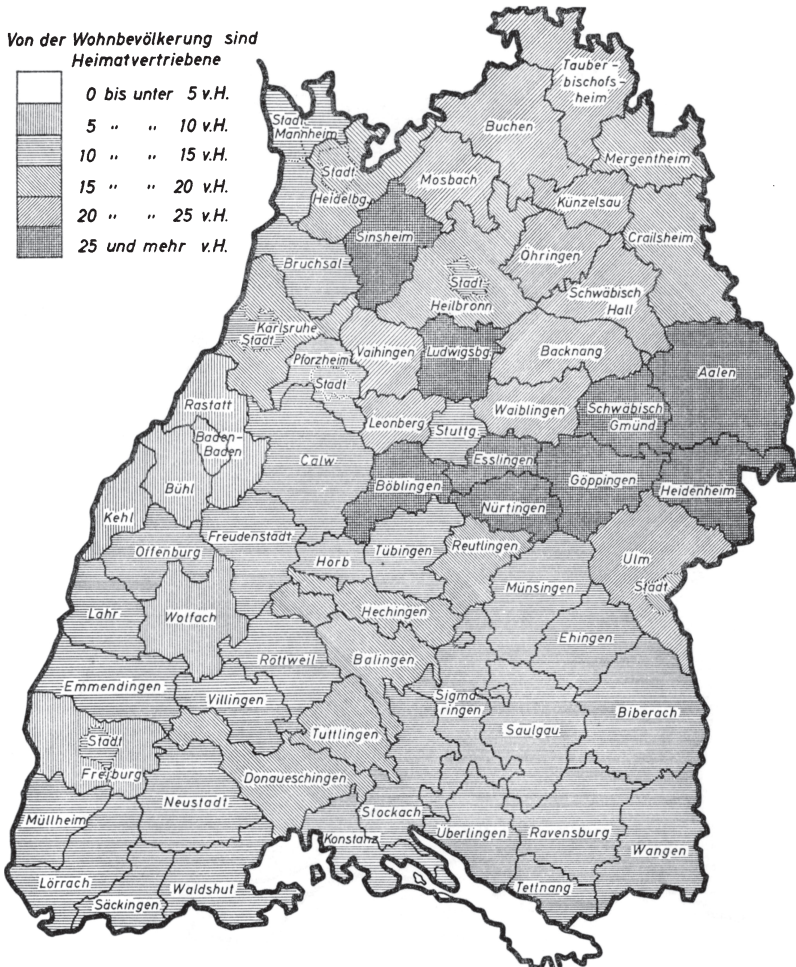 Von der Wohnbevölkerung sind
Heimatvertriebene
0 bis unter 5 v.H.
5 " " 10 v.H.
10 " " 15 v.H.
15 " " 20 v.H.
20 " " 25 v.H.
25 und mehr v.H.
Tauber-
bischofs-
heim
Stadt
Mannheim
Buchen
Mergentheim
Stadt
Heidelbg.
Mosbach
Künzelsau
Sinsheim
Crailsheim
Bruchsal
Öhringen
Stadt
Heilbronn
Schwäbisch
Hall
Karlsruhe
Stadt
Pforzheim
Stadt
Vaihingen
Ludwigsbg.
Backnang
Aalen
Rastatt
Leonberg
Stuttg.
Waiblingen
Schwäbisch
Gmünd
Baden-
Baden
Calw
Esslingen
Bühl
Böblingen
Göppingen
Heidenheim
Kehl
Nürtingen
Offenburg
Freudenstadt
Horb
Tübingen
Reutlingen
Ulm
Stadt
Münsingen
Lahr
Wolfach
Hechingen
Ehingen
Rottweil
Balingen
Emmendingen
Villingen
Sigma
ringen
Biberach
Tuttlingen
Saulgau
Stadt
Freiburg
Donaueschingen
Neustadt
Stockach
Müllheim
Konstanz
Überlingen
Ravensburg
Wangen
Lörrach
Säckingen
Waldshut
Tettnang